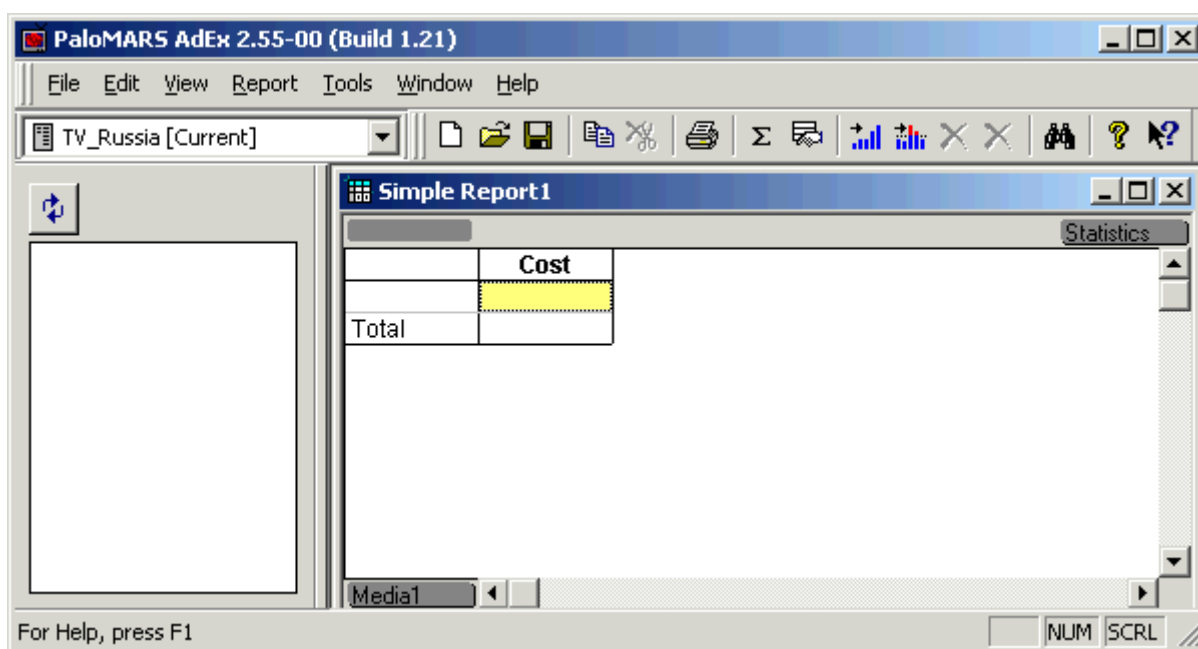 PaloMARS AdEx 2.55-00 (Build 1.21)
File Edit View Report Tools Window Help
TV_Russia [Current]
Simple Report1
Statistics
Cost
Total
Media1
For Help, press F1
NUM SCRL